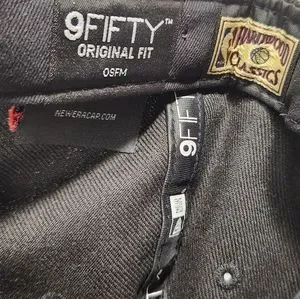 9FIFTY™
ORIGINAL FIT
OSFM
HARDWOOD
CLASSICS
NEWERACAP.COM
9FIFTY